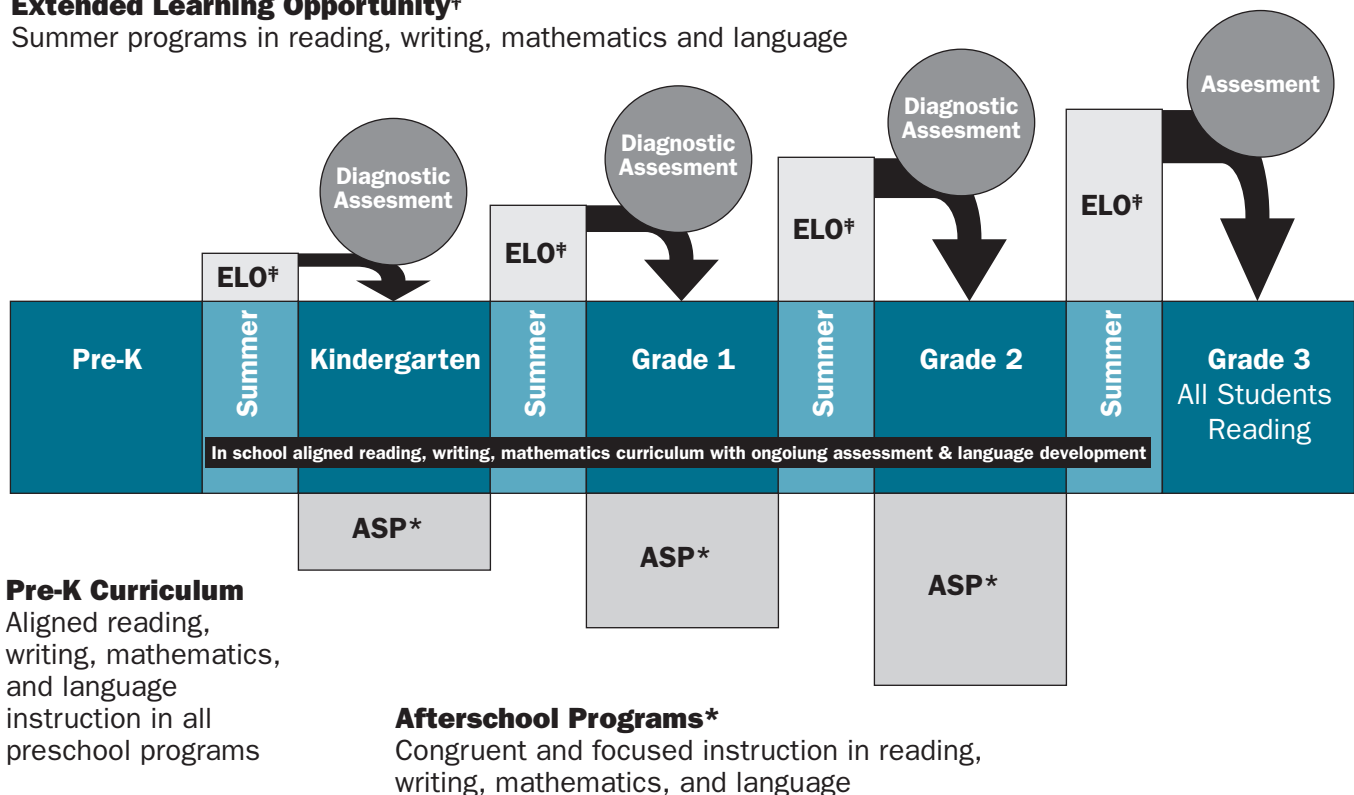 Extended Learning Opportunity‡
Summer programs in reading, writing, mathematics and language
Assesment
Diagnostic
Assesment
Diagnostic
Assesment
Diagnostic
Assesment
ELO‡
ELO‡
ELO‡
ELO‡
Pre-K
Summer
Kindergarten
Summer
Grade 1
Summer
Grade 2
Summer
Grade 3
All Students
Reading
In school aligned reading, writing, mathematics curriculum with ongoiung assessment & language development
ASP*
ASP*
ASP*
Pre-K Curriculum
Aligned reading,
writing, mathematics,
and language
instruction in all
preschool programs
Afterschool Programs*
Congruent and focused instruction in reading,
writing, mathematics, and language